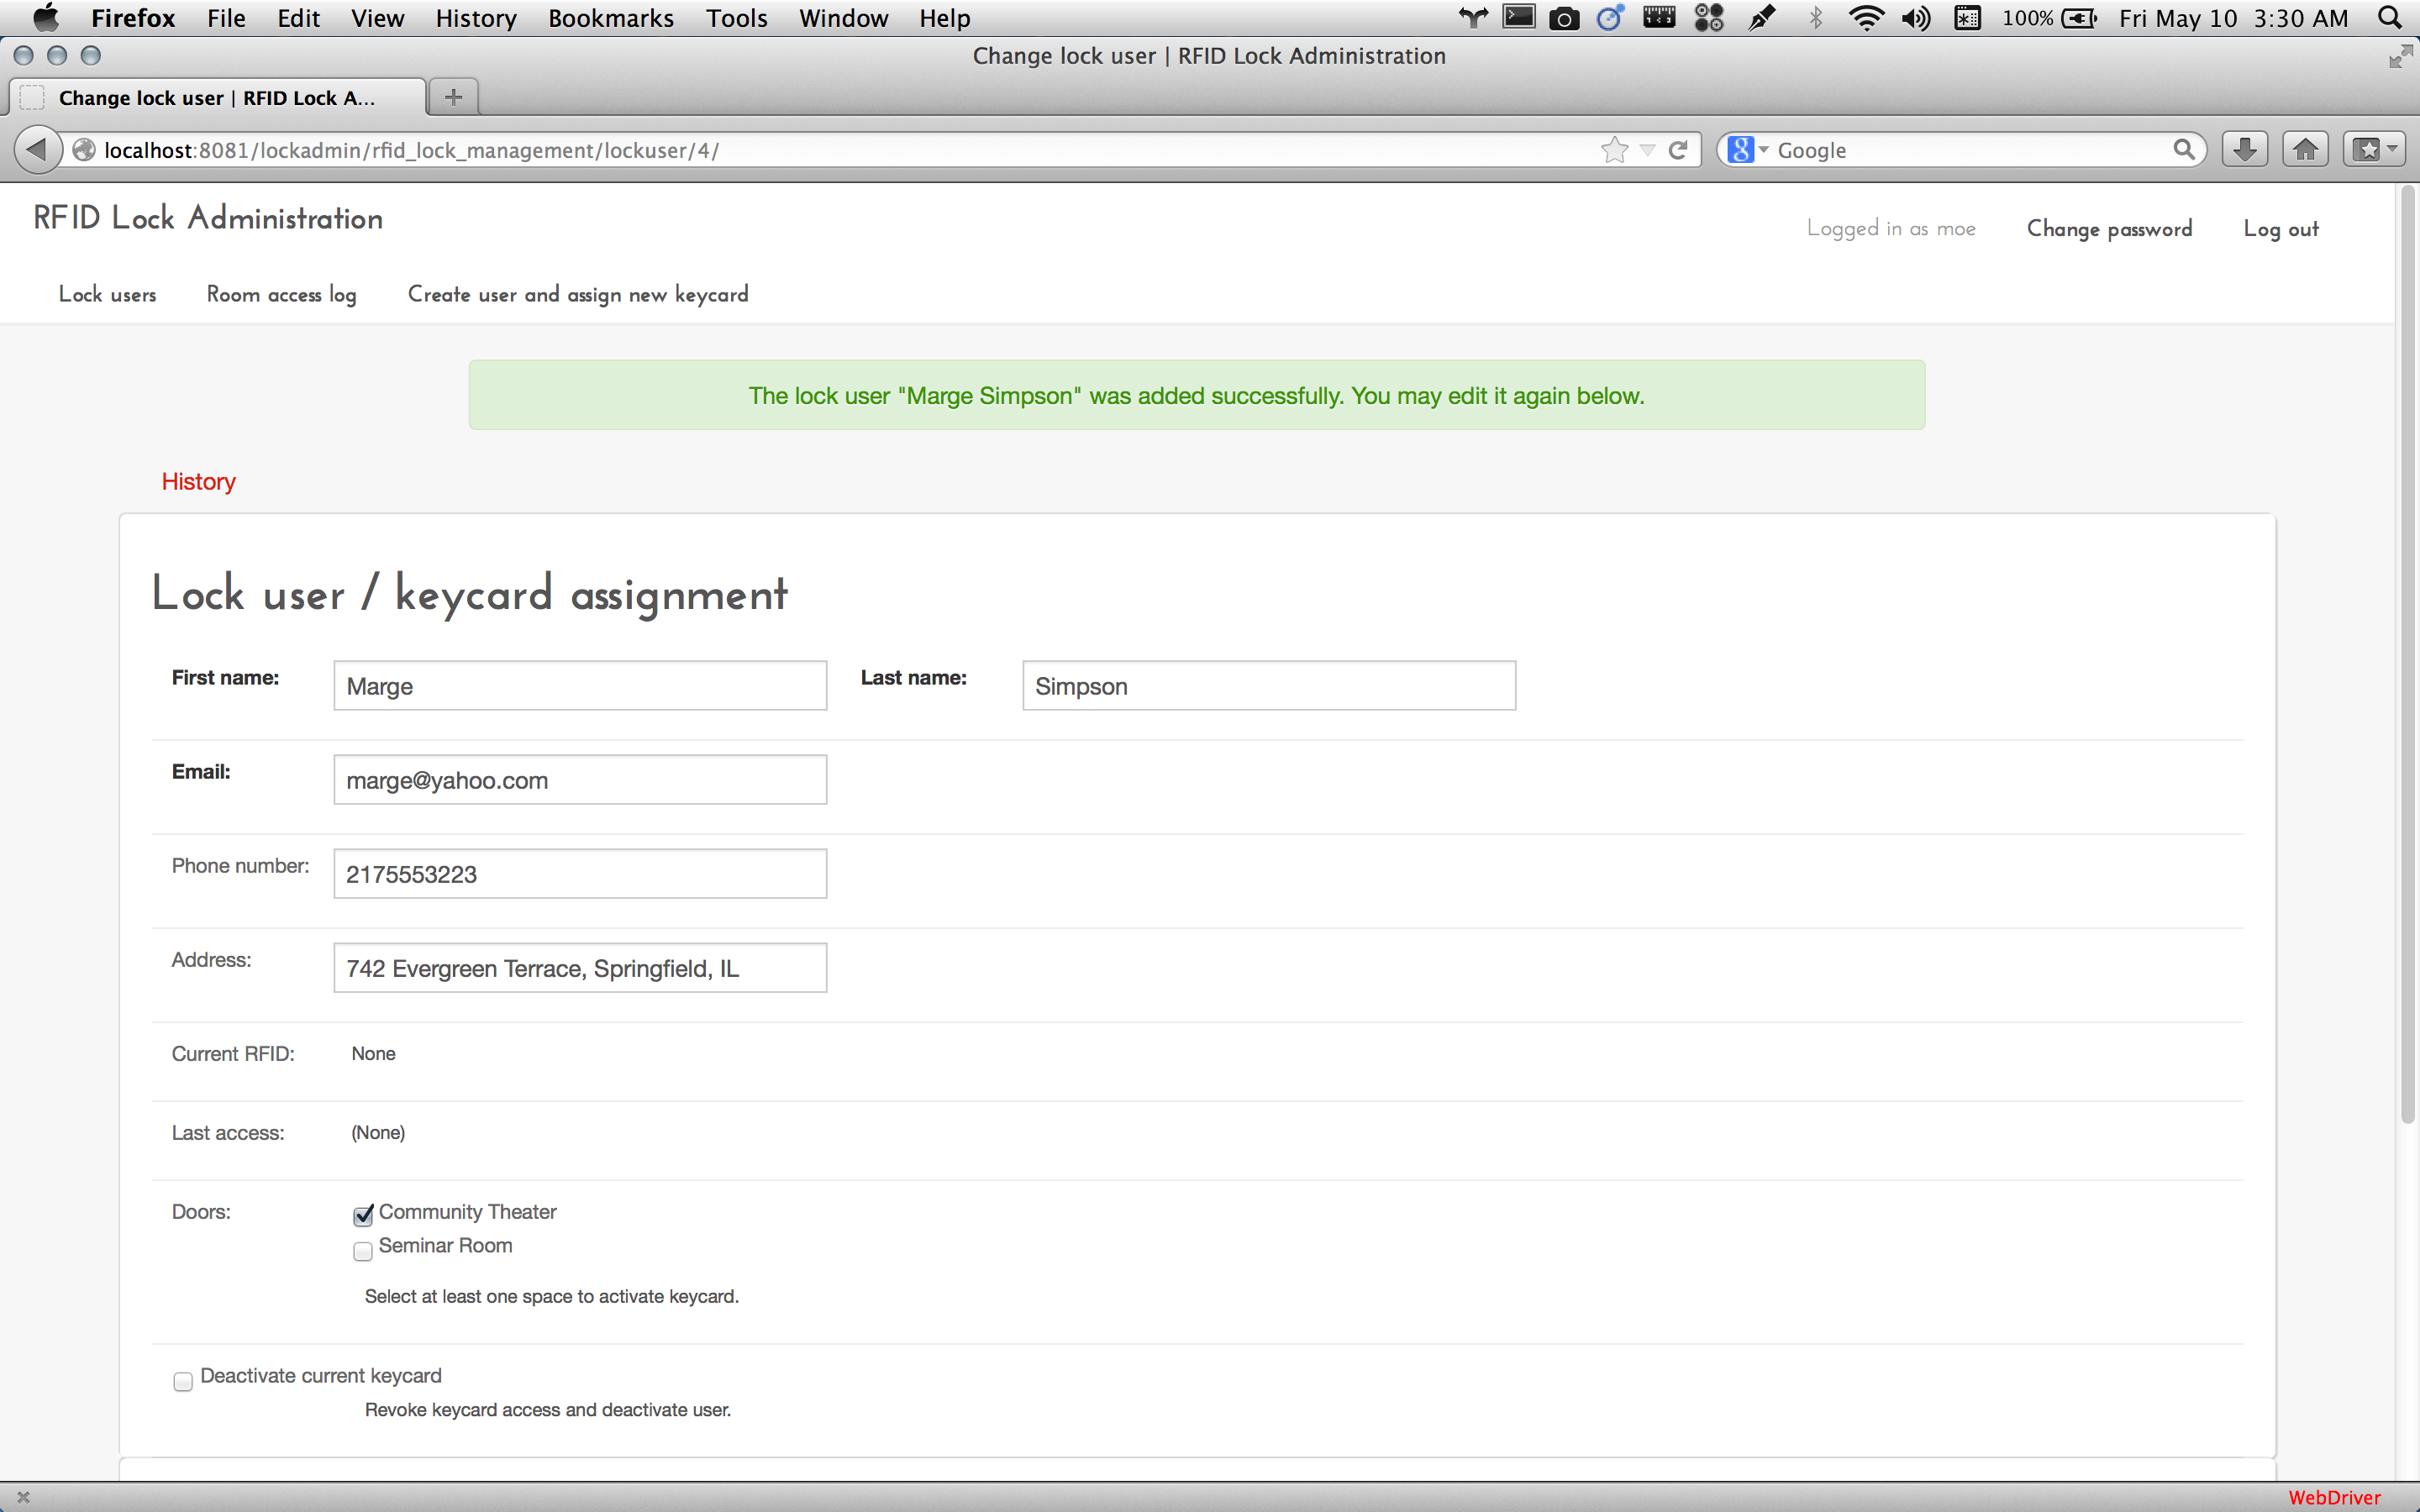 Firefox File Edit View History Bookmarks Tools Window Help 100% Fri May 10 3:30 AM
Change lock user | RFID Lock Administration
Change lock user | RFID Lock A...
localhost:8081/lockadmin/rfid_lock_management/lockuser/4/ Google
RFID Lock Administration
Logged in as moe Change password Log out
Lock users Room access log Create user and assign new keycard
The lock user "Marge Simpson" was added successfully. You may edit it again below.
History
Lock user / keycard assignment
First name: Marge Last name: Simpson
Email: marge@yahoo.com
Phone number: 2175553223
Address: 742 Evergreen Terrace, Springfield, IL
Current RFID: None
Last access: (None)
Doors: Community Theater
Seminar Room
Select at least one space to activate keycard.
Deactivate current keycard
Revoke keycard access and deactivate user.
WebDriver